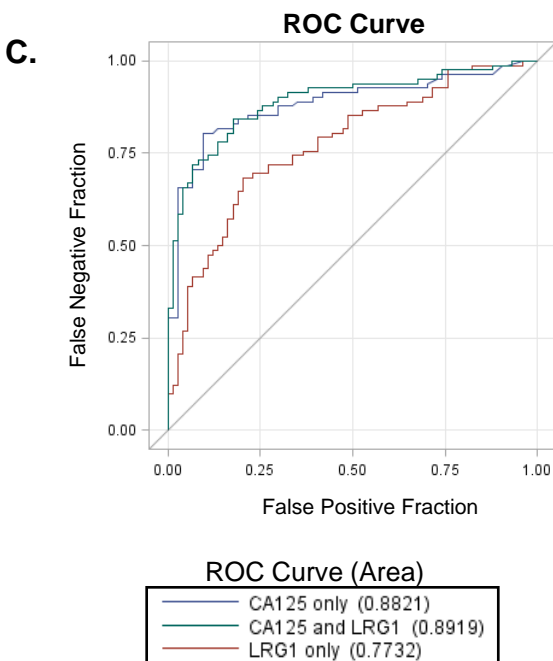 C.
ROC Curve
1.00
0.75
0.50
0.25
0.00
False Negative Fraction
0.00 0.25 0.50 0.75 1.00
False Positive Fraction
ROC Curve (Area)
CA125 only (0.8821)
CA125 and LRG1 (0.8919)
LRG1 only (0.7732)